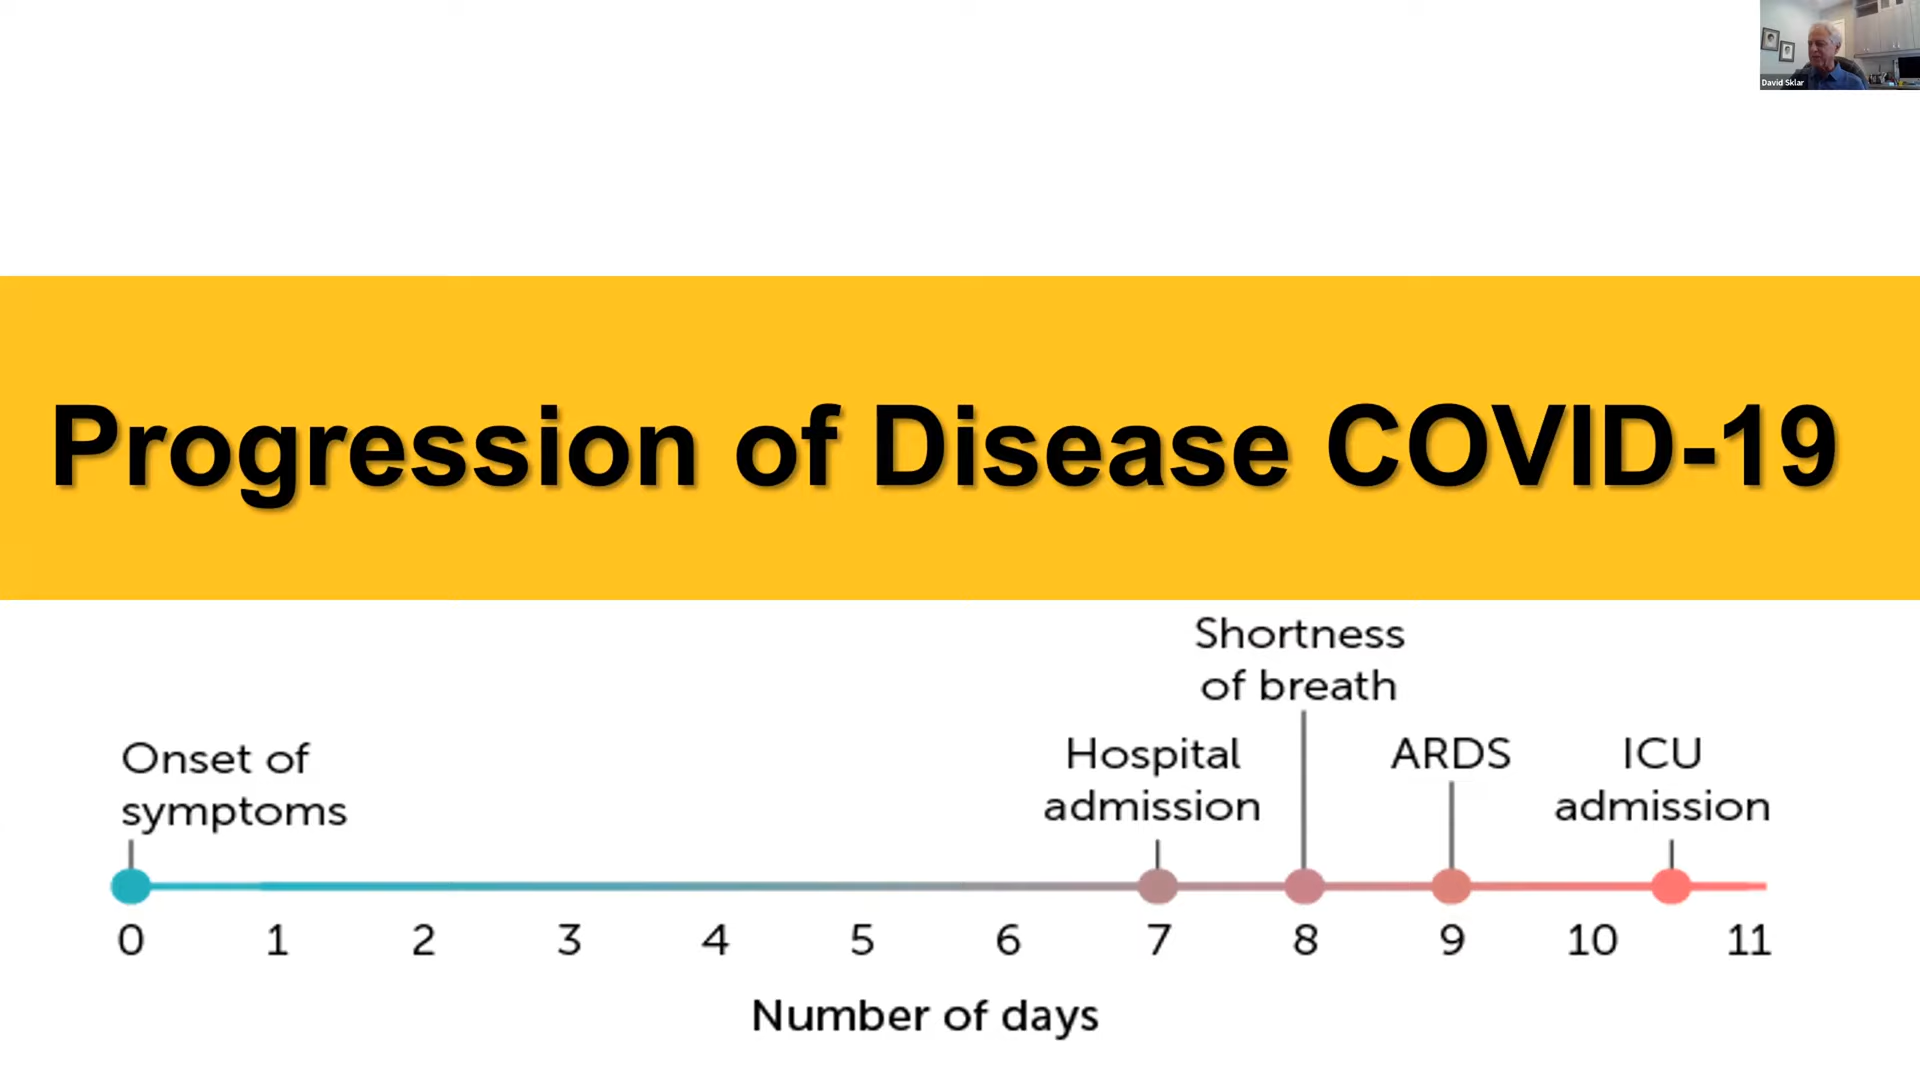 David Sklar
Progression of Disease COVID-19
Shortness
of breath
Onset of
symptoms
Hospital
admission
ARDS
ICU
admission
0 1 2 3 4 5 6 7 8 9 10 11
Number of days